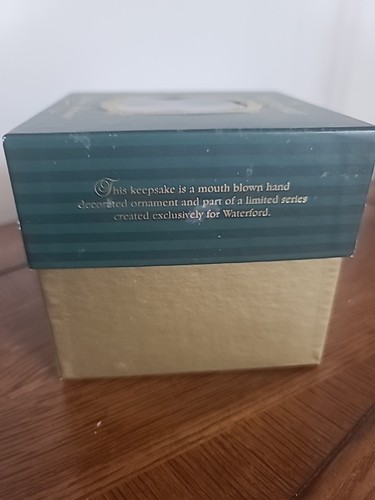 This keepsake is a mouth blown hand
decorated ornament and part of a limited series
created exclusively for Waterford.